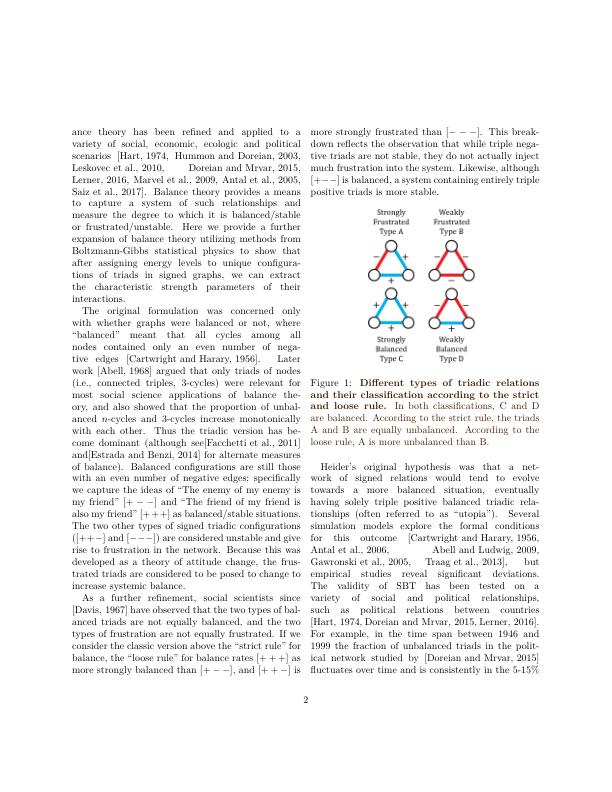 ance theory has been refined and applied to a
variety of social, economic, ecologic and political
scenarios [Hart, 1974, Hummon and Doreian, 2003,
Leskovec et al., 2010, Doreian and Mrvar, 2015,
Lerner, 2016, Marvel et al., 2009, Antal et al., 2005,
Saiz et al., 2017]. Balance theory provides a means
to capture a system of such relationships and
measure the degree to which it is balanced/stable
or frustrated/unstable. Here we provide a further
expansion of balance theory utilizing methods from
Boltzmann-Gibbs statistical physics to show that
after assigning energy levels to unique configura-
tions of triads in signed graphs, we can extract
the characteristic strength parameters of their
interactions.
The original formulation was concerned only
with whether graphs were balanced or not, where
“balanced” meant that all cycles among all
nodes contained only an even number of nega-
tive edges [Cartwright and Harary, 1956]. Later
work [Abell, 1968] argued that only triads of nodes
(i.e., connected triples, 3-cycles) were relevant for
most social science applications of balance the-
ory, and also showed that the proportion of unbal-
anced n-cycles and 3-cycles increase monotonically
with each other. Thus the triadic version has be-
come dominant (although see[Facchetti et al., 2011]
and[Estrada and Benzi, 2014] for alternate measures
of balance). Balanced configurations are still those
with an even number of negative edges; specifically
we capture the ideas of “The enemy of my enemy is
my friend” [+ − −] and “The friend of my friend is
also my friend” [+ + +] as balanced/stable situations.
The two other types of signed triadic configurations
([+ + −] and [− − −]) are considered unstable and give
rise to frustration in the network. Because this was
developed as a theory of attitude change, the frus-
trated triads are considered to be posed to change to
increase systemic balance.
As a further refinement, social scientists since
[Davis, 1967] have observed that the two types of bal-
anced triads are not equally balanced, and the two
types of frustration are not equally frustrated. If we
consider the classic version above the “strict rule” for
balance, the “loose rule” for balance rates [+ + +] as
more strongly balanced than [+ − −], and [+ + −] is
more strongly frustrated than [− − −]. This break-
down reflects the observation that while triple nega-
tive triads are not stable, they do not actually inject
much frustration into the system. Likewise, although
[+ − −] is balanced, a system containing entirely triple
positive triads is more stable.
Strongly
Frustrated
Type A
Weakly
Frustrated
Type B
− +
+
− −
−
+ +
+
− −
+
Strongly
Balanced
Type C
Weakly
Balanced
Type D
Figure 1: Different types of triadic relations
and their classification according to the strict
and loose rule. In both classifications, C and D
are balanced. According to the strict rule, the triads
A and B are equally unbalanced. According to the
loose rule, A is more unbalanced than B.
Heider’s original hypothesis was that a net-
work of signed relations would tend to evolve
towards a more balanced situation, eventually
having solely triple positive balanced triadic rela-
tionships (often referred to as “utopia”). Several
simulation models explore the formal conditions
for this outcome [Cartwright and Harary, 1956,
Antal et al., 2006, Abell and Ludwig, 2009,
Gawronski et al., 2005, Traag et al., 2013], but
empirical studies reveal significant deviations.
The validity of SBT has been tested on a
variety of social and political relationships,
such as political relations between countries
[Hart, 1974, Doreian and Mrvar, 2015, Lerner, 2016].
For example, in the time span between 1946 and
1999 the fraction of unbalanced triads in the polit-
ical network studied by [Doreian and Mrvar, 2015]
fluctuates over time and is consistently in the 5-15%
2